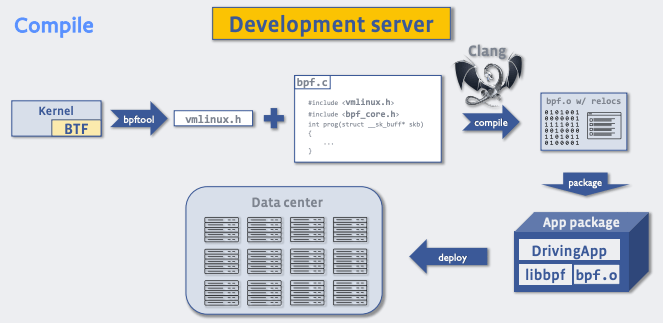 Compile
Development server
Clang
Kernel
BTF
bpftool
vmlinux.h
bpf.c
#include <vmlinux.h>
#include <bpf_core.h>
int prog(struct __sk_buff* skb)
{
...
}
compile
bpf.o w/ relocs
0101001
0000001
1111011
0010000
1101110
0100001
package
App package
DrivingApp
libbpf
bpf.o
deploy
Data center